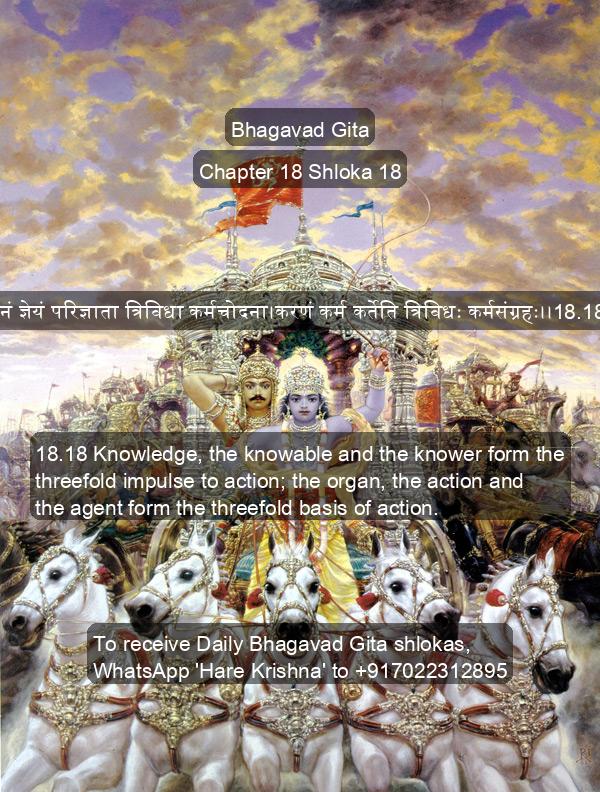 Bhagavad Gita
Chapter 18 Shloka 18
ज्ञेयं परिज्ञाता त्रिविधा कर्मचोदना।करणं कर्म कर्तेति त्रिविधः कर्मसंग्रहः।।18.18
18.18 Knowledge, the knowable and the knower form the
threefold impulse to action; the organ, the action and
the agent form the threefold basis of action.
To receive Daily Bhagavad Gita shlokas,
WhatsApp 'Hare Krishna' to +917022312895